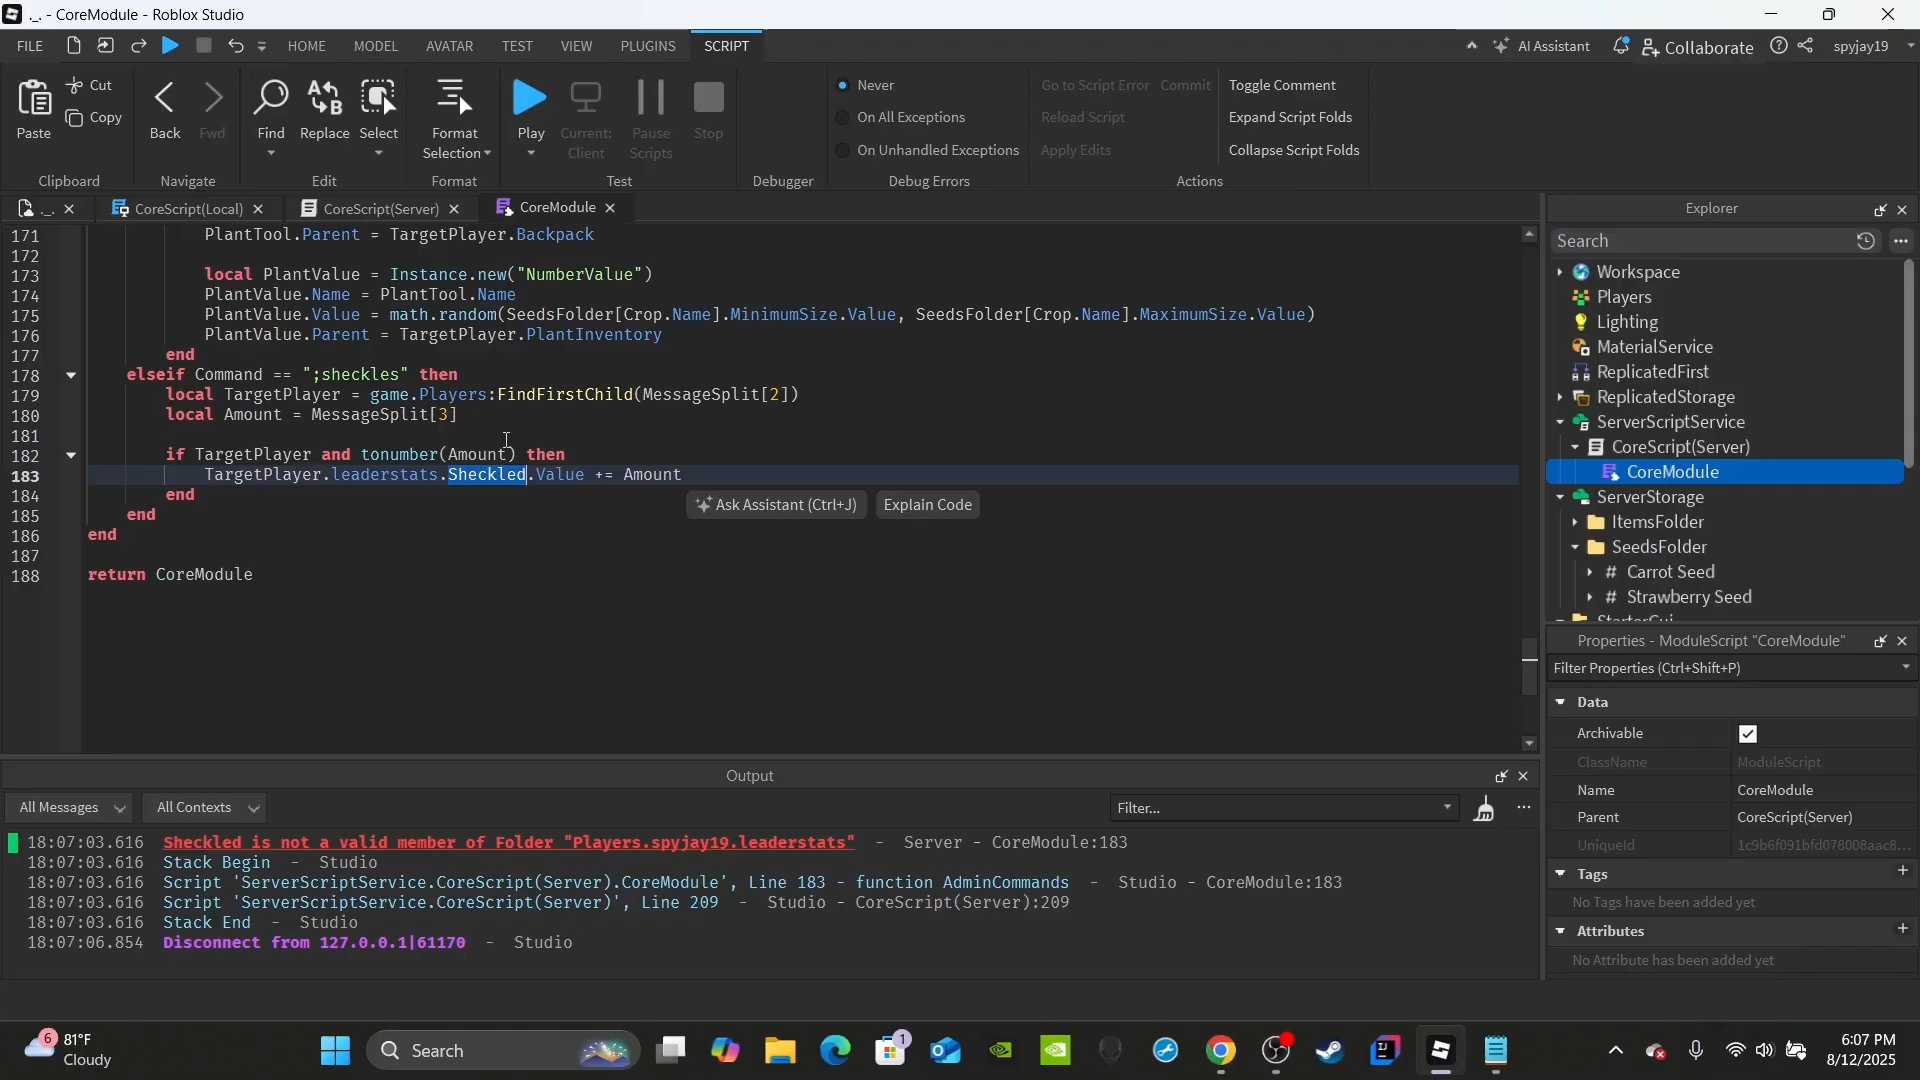 ._. - CoreModule - Roblox Studio
FILE HOME MODEL AVATAR TEST VIEW PLUGINS SCRIPT AI Assistant Collaborate spyjay19
Paste Cut Copy Back Fwd Find Replace Select Format Selection Play Current: Client Pause Scripts Stop
Never
On All Exceptions
On Unhandled Exceptions
Go to Script Error Commit
Reload Script
Apply Edits
Toggle Comment
Expand Script Folds
Collapse Script Folds
Clipboard Navigate Edit Format Test Debugger Debug Errors Actions
._. CoreScript(Local) CoreScript(Server) CoreModule
171 PlantTool.Parent = TargetPlayer.Backpack
172
173 local PlantValue = Instance.new("NumberValue")
174 PlantValue.Name = PlantTool.Name
175 PlantValue.Value = math.random(SeedsFolder[Crop.Name].MinimumSize.Value, SeedsFolder[Crop.Name].MaximumSize.Value)
176 PlantValue.Parent = TargetPlayer.PlantInventory
177 end
178 elseif Command == ";sheckles" then
179 local TargetPlayer = game.Players:FindFirstChild(MessageSplit[2])
180 local Amount = MessageSplit[3]
181
182 if TargetPlayer and tonumber(Amount) then
183 TargetPlayer.leaderstats.Sheckled.Value += Amount
184 end
185 end
186 end
187
188 return CoreModule
Ask Assistant (Ctrl+J) Explain Code
Explorer
Search
Workspace
Players
Lighting
MaterialService
ReplicatedFirst
ReplicatedStorage
ServerScriptService
CoreScript(Server)
CoreModule
ServerStorage
ItemsFolder
SeedsFolder
# Carrot Seed
# Strawberry Seed
StarterGui
Properties - ModuleScript "CoreModule"
Filter Properties (Ctrl+Shift+P)
Data
Archivable
ClassName ModuleScript
Name CoreModule
Parent CoreScript(Server)
UniqueId 1c9b6f091bfd078008aac8...
Tags +
No Tags have been added yet
Attributes +
No Attribute has been added yet
Output
All Messages All Contexts Filter...
18:07:03.616 Sheckled is not a valid member of Folder "Players.spyjay19.leaderstats" - Server - CoreModule:183
18:07:03.616 Stack Begin - Studio
18:07:03.616 Script 'ServerScriptService.CoreScript(Server).CoreModule', Line 183 - function AdminCommands - Studio - CoreModule:183
18:07:03.616 Script 'ServerScriptService.CoreScript(Server)', Line 209 - Studio - CoreScript(Server):209
18:07:03.616 Stack End - Studio
18:07:06.854 Disconnect from 127.0.0.1|61170 - Studio
6 81°F
Cloudy
Search
1
6:07 PM
8/12/2025